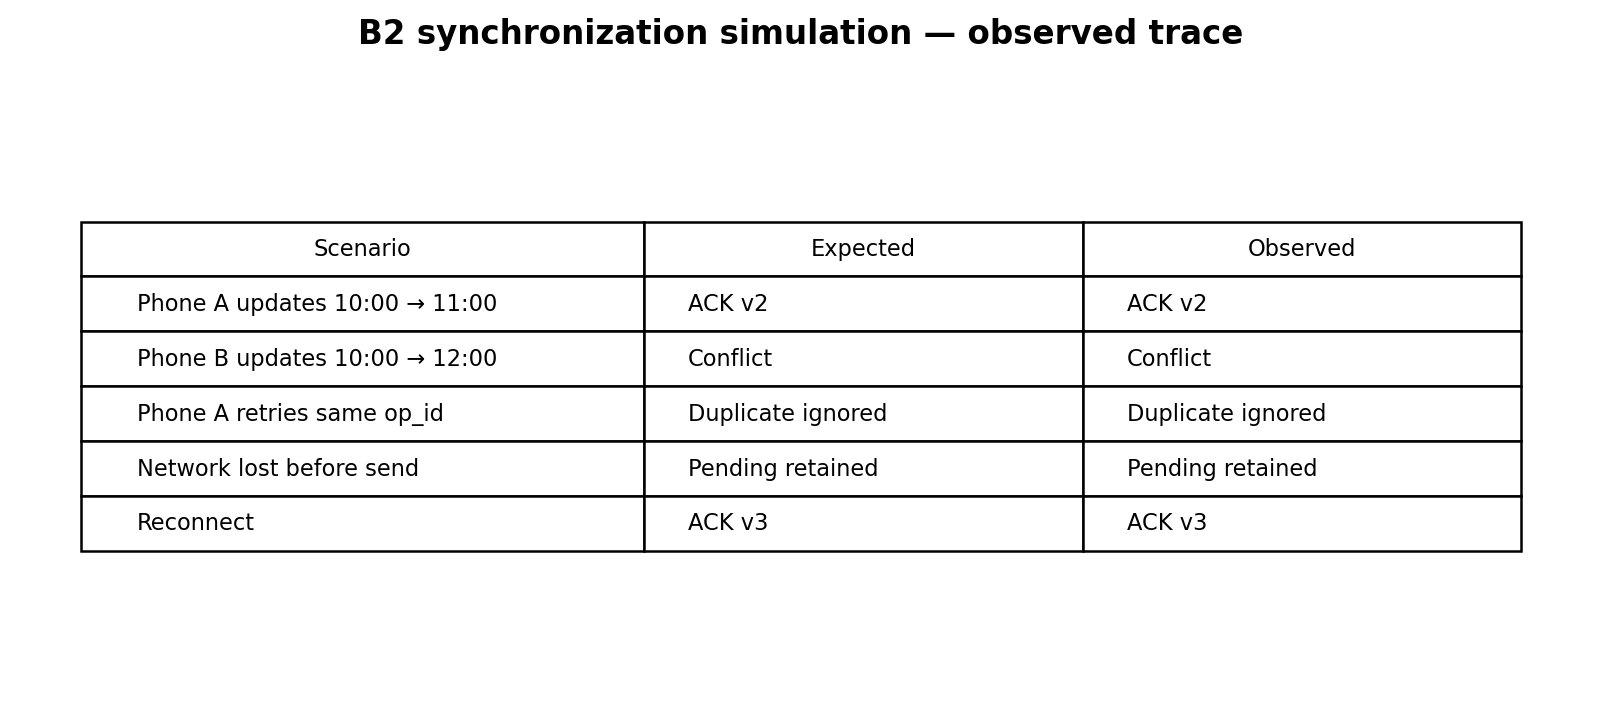 B2 synchronization simulation — observed trace
Scenario Expected Observed
Phone A updates 10:00 → 11:00 ACK v2 ACK v2
Phone B updates 10:00 → 12:00 Conflict Conflict
Phone A retries same op_id Duplicate ignored Duplicate ignored
Network lost before send Pending retained Pending retained
Reconnect ACK v3 ACK v3